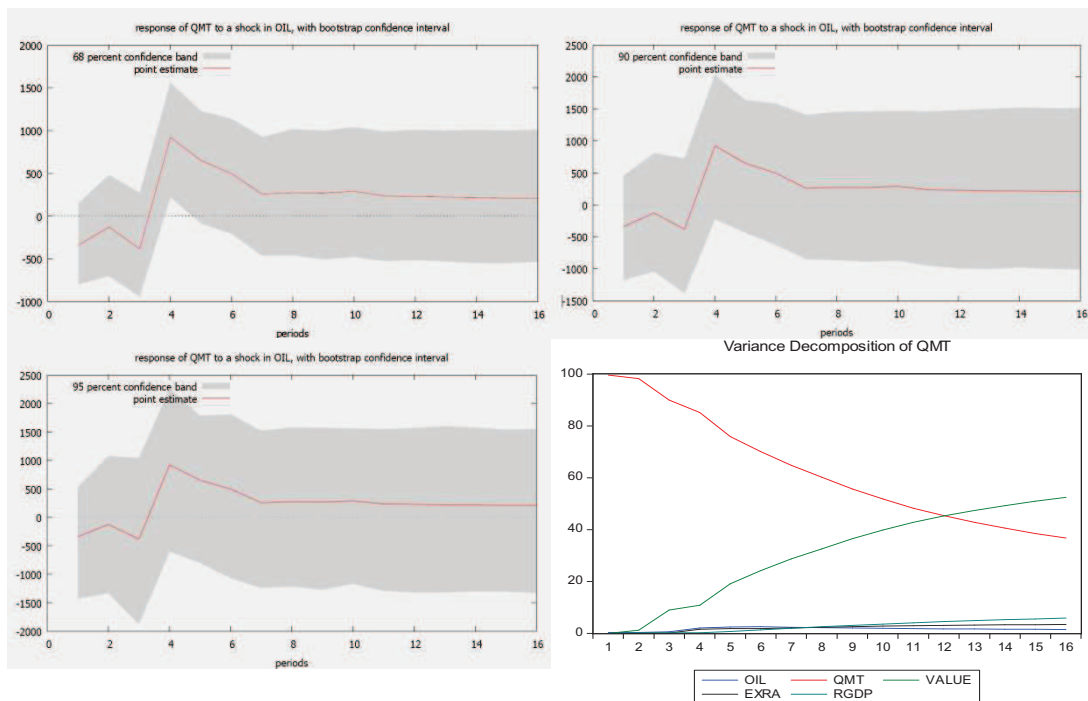 response of QMT to a shock in OIL, with bootstrap confidence interval
68 percent confidence band
point estimate
2000
1500
1000
500
0
-500
-1000
0 2 4 6 8 10 12 14 16
periods
response of QMT to a shock in OIL, with bootstrap confidence interval
90 percent confidence band
point estimate
2500
2000
1500
1000
500
0
-500
-1000
-1500
0 2 4 6 8 10 12 14 16
periods
response of QMT to a shock in OIL, with bootstrap confidence interval
95 percent confidence band
point estimate
2500
2000
1500
1000
500
0
-500
-1000
-1500
-2000
0 2 4 6 8 10 12 14 16
periods
Variance Decomposition of QMT
100
80
60
40
20
0
1 2 3 4 5 6 7 8 9 10 11 12 13 14 15 16
OIL QMT VALUE
EXRA RGDP